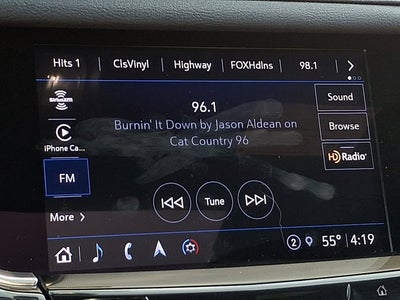 Hits 1 CisVinyl Highway FOXHdlns 98.1
SiriusXM
96.1
Sound
Burnin' It Down by Jason Aldean on
Cat Country 96
iPhone Ca...
Browse
HD Radio
FM
Tune
More
2 55° 4:19